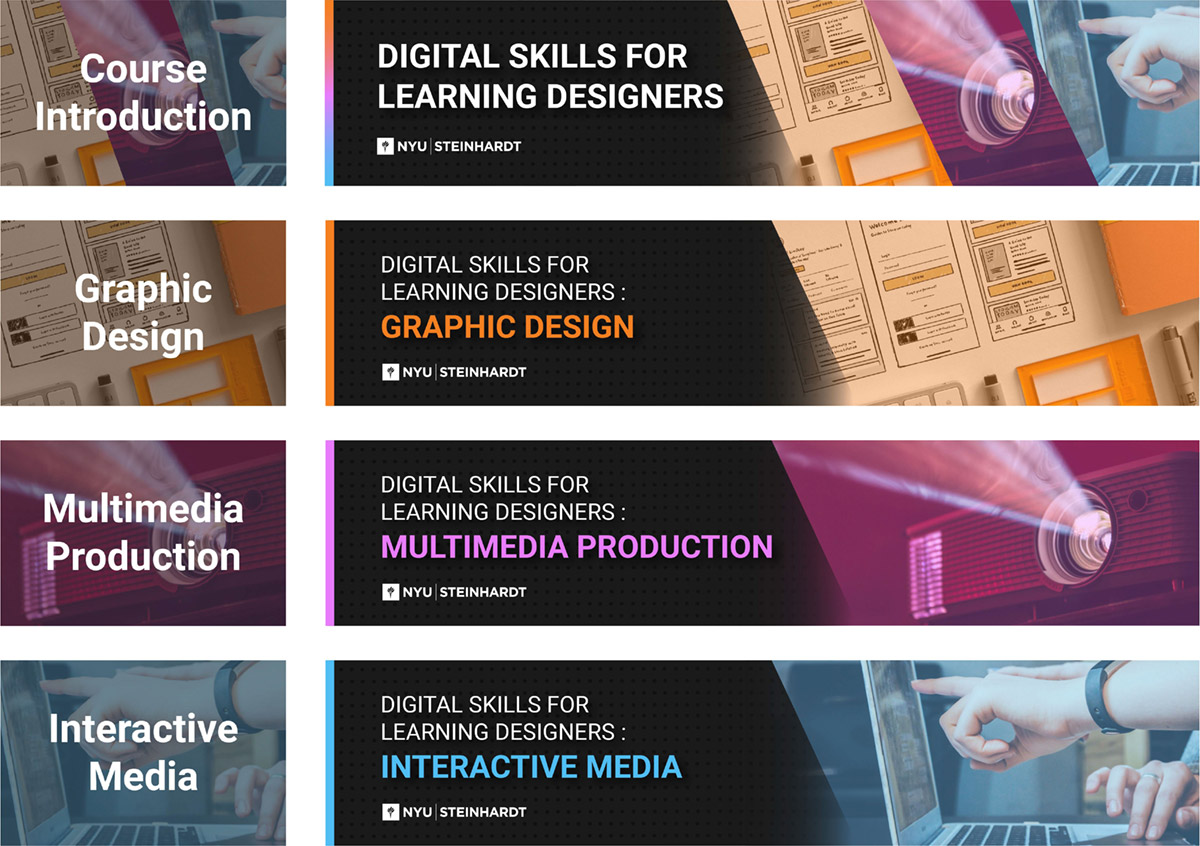 Course
Introduction
DIGITAL SKILLS FOR
LEARNING DESIGNERS
NYU STEINHARDT
Graphic
Design
DIGITAL SKILLS FOR
LEARNING DESIGNERS :
GRAPHIC DESIGN
NYU STEINHARDT
Multimedia
Production
DIGITAL SKILLS FOR
LEARNING DESIGNERS :
MULTIMEDIA PRODUCTION
NYU STEINHARDT
Interactive
Media
DIGITAL SKILLS FOR
LEARNING DESIGNERS :
INTERACTIVE MEDIA
NYU STEINHARDT